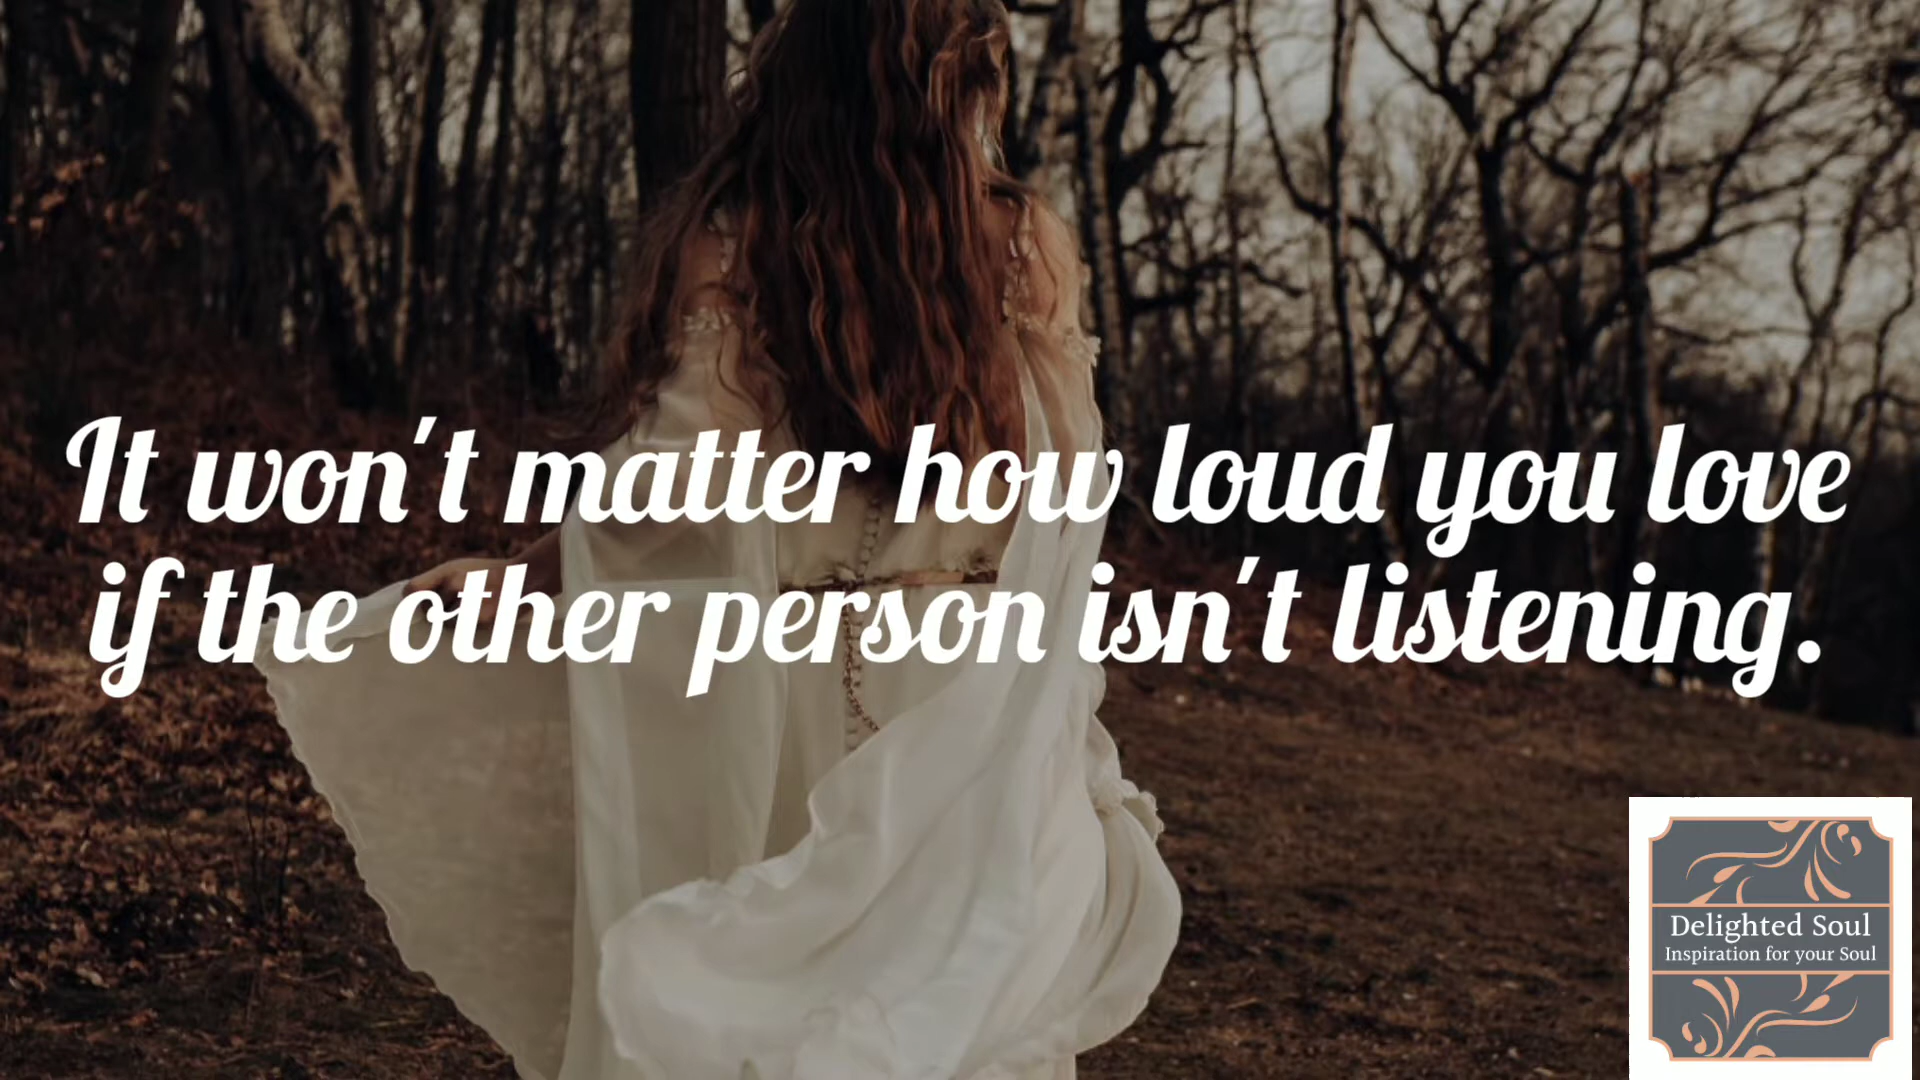 It won't matter how loud you love
if the other person isn't listening.
Delighted Soul
Inspiration for your Soul